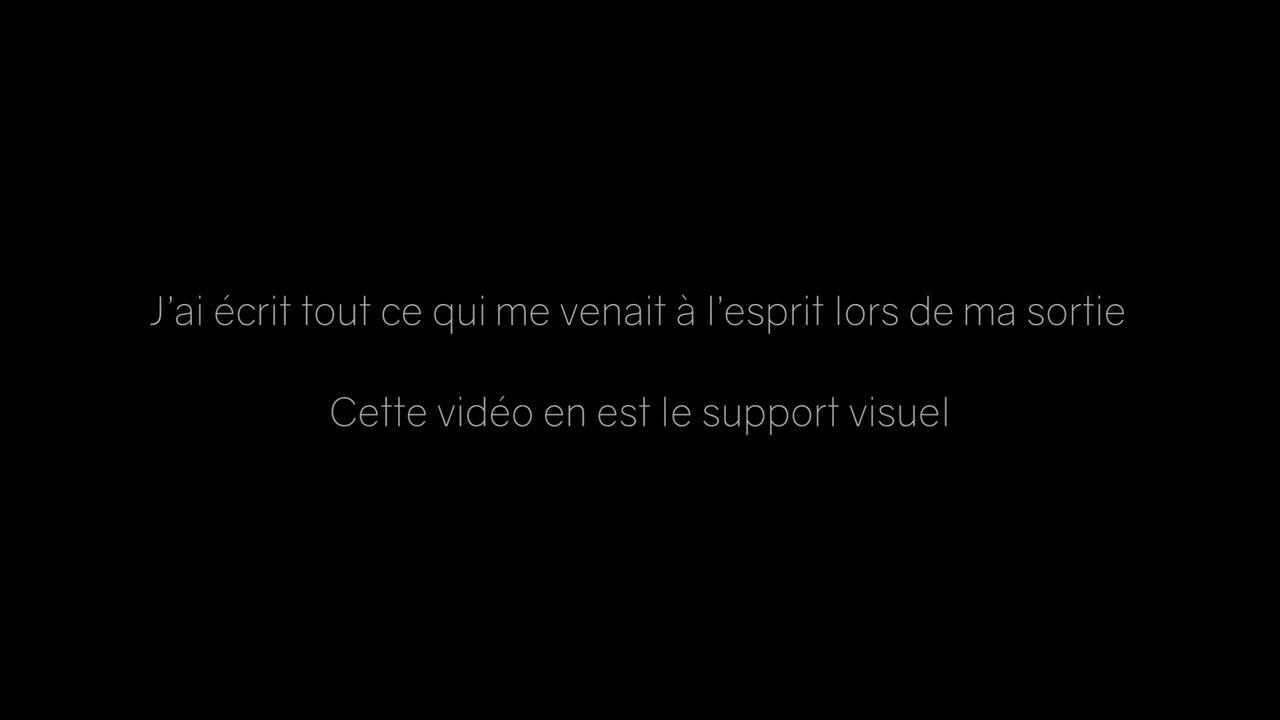 J’ai écrit tout ce qui me venait à l’esprit lors de ma sortie
Cette vidéo en est le support visuel